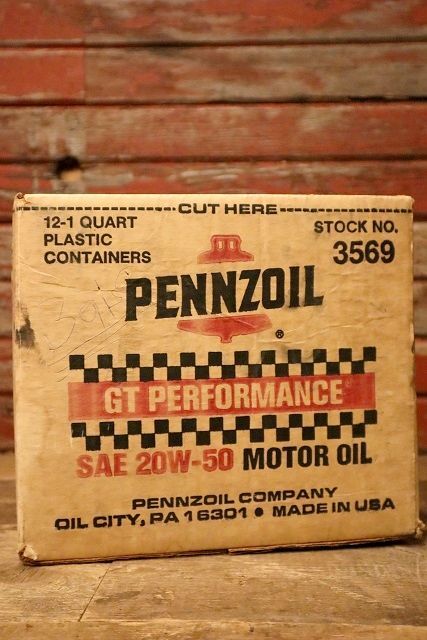 CUT HERE
12-1 QUART
PLASTIC
CONTAINERS
STOCK NO.
3569
PENNZOIL
®
GT PERFORMANCE
SAE 20W-50 MOTOR OIL
PENNZOIL COMPANY
OIL CITY, PA 16301 • MADE IN USA